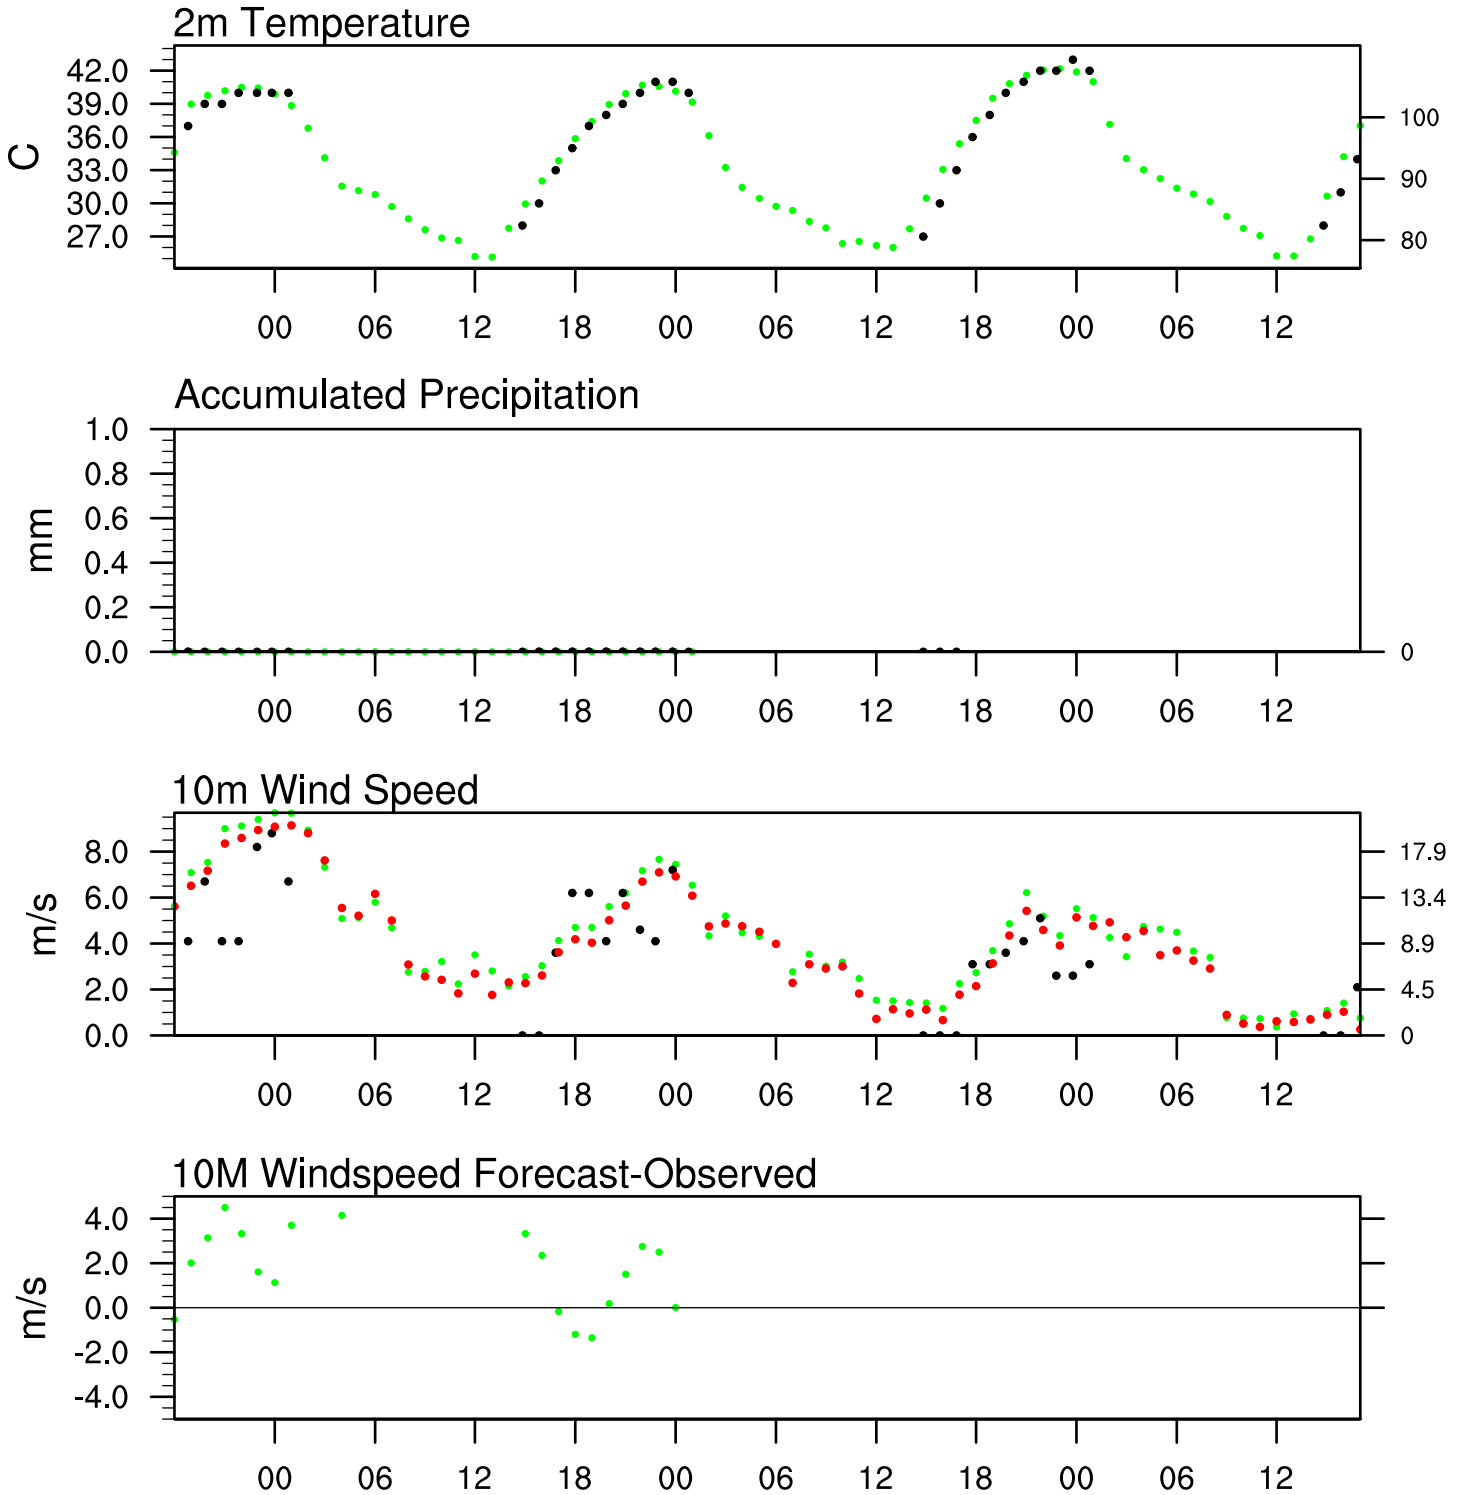 2m Temperature
42.0
39.0
36.0
33.0
30.0
27.0
C
100
90
80
00 06 12 18 00 06 12 18 00 06 12
Accumulated Precipitation
1.0
0.8
0.6
0.4
0.2
0.0
mm
0
00 06 12 18 00 06 12 18 00 06 12
10m Wind Speed
8.0
6.0
4.0
2.0
0.0
m/s
17.9
13.4
8.9
4.5
0
00 06 12 18 00 06 12 18 00 06 12
10M Windspeed Forecast-Observed
4.0
2.0
0.0
-2.0
-4.0
m/s
00 06 12 18 00 06 12 18 00 06 12